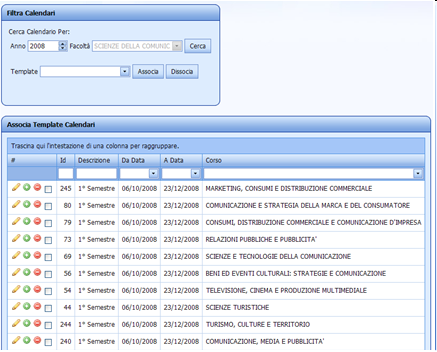 Filtra Calendari
Cerca Calendario Per:
Anno 2008 Facoltà SCIENZE DELLA COMUNIC Cerca
Template Associa Dissocia
Associa Template Calendari
Trascina qui l'intestazione di una colonna per raggruppare.
# Id Descrizione Da Data A Data Corso
245 1° Semestre 06/10/2008 23/12/2008 MARKETING, CONSUMI E DISTRIBUZIONE COMMERCIALE
80 1° Semestre 06/10/2008 23/12/2008 COMUNICAZIONE E STRATEGIA DELLA MARCA E DEL CONSUMATORE
79 1° Semestre 06/10/2008 23/12/2008 CONSUMI, DISTRIBUZIONE COMMERCIALE E COMUNICAZIONE D'IMPRESA
73 1° Semestre 06/10/2008 23/12/2008 RELAZIONI PUBBLICHE E PUBBLICITA'
69 1° Semestre 06/10/2008 23/12/2008 SCIENZE E TECNOLOGIE DELLA COMUNICAZIONE
56 1° Semestre 06/10/2008 23/12/2008 BENI ED EVENTI CULTURALI: STRATEGIE E COMUNICAZIONE
54 1° Semestre 06/10/2008 23/12/2008 TELEVISIONE, CINEMA E PRODUZIONE MULTIMEDIALE
44 1° Semestre 06/10/2008 23/12/2008 SCIENZE TURISTICHE
244 1° Semestre 06/10/2008 23/12/2008 TURISMO, CULTURE E TERRITORIO
240 1° Semestre 06/10/2008 23/12/2008 COMUNICAZIONE, MEDIA E PUBBLICITA'